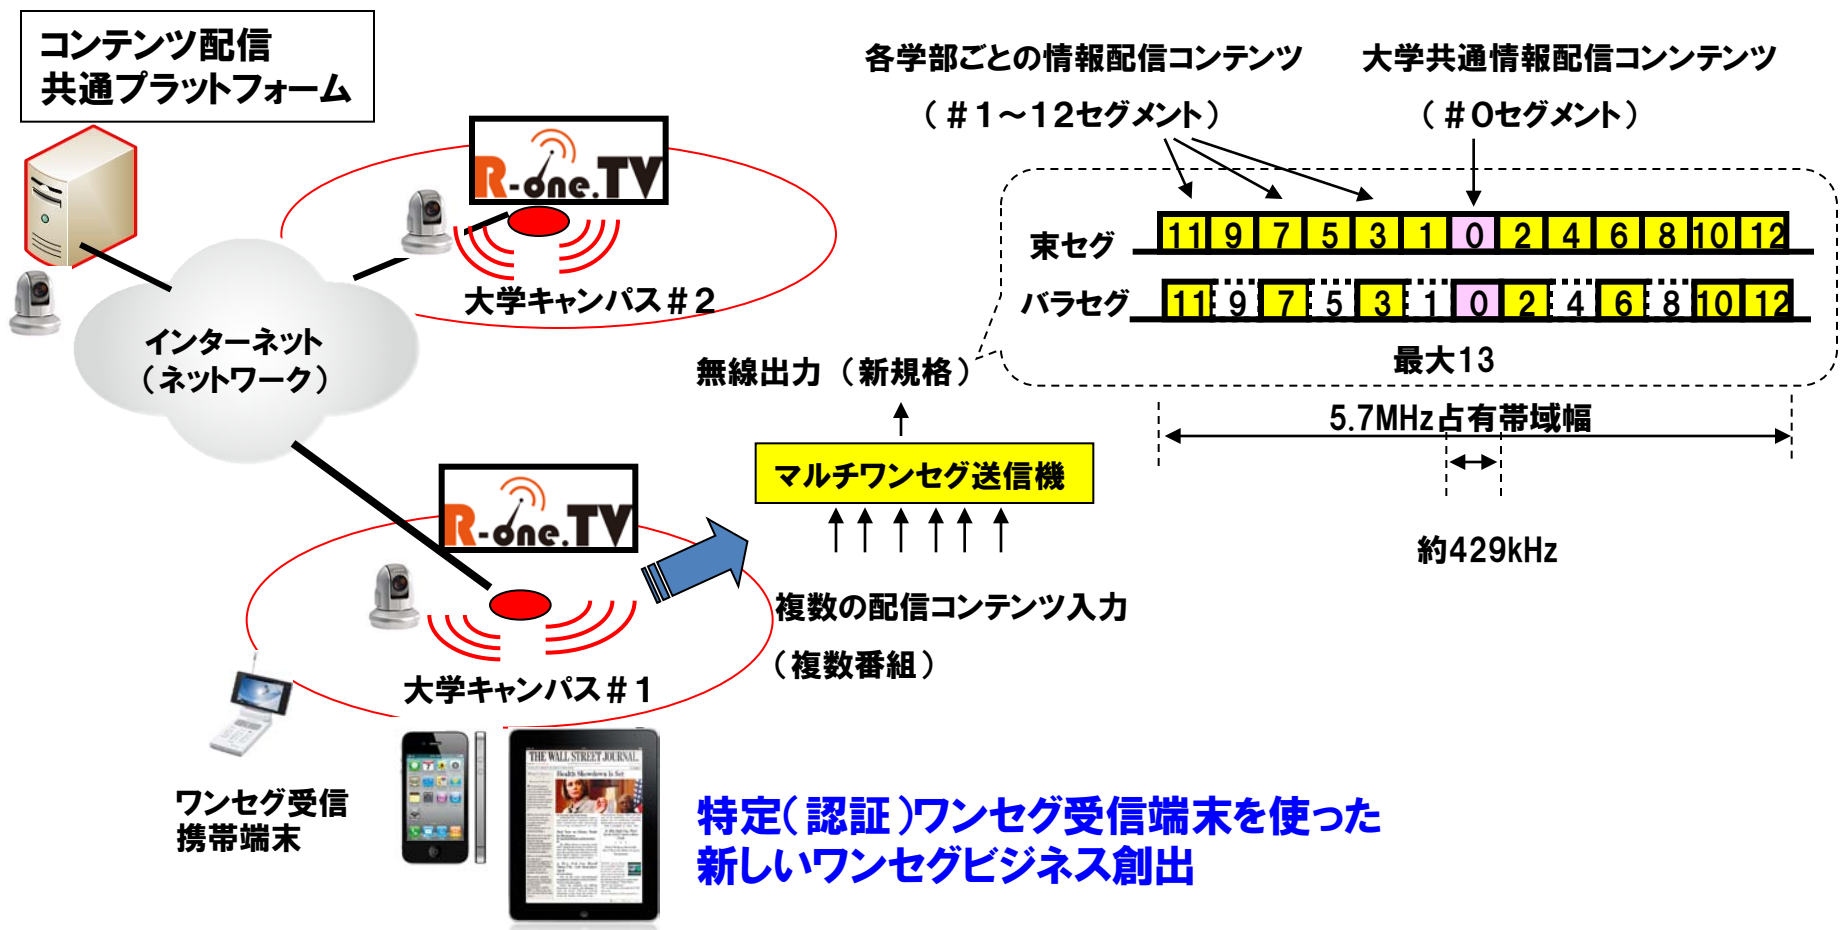 コンテンツ配信
共通プラットフォーム
各学部ごとの情報配信コンテンツ
（＃１～１２セグメント）
大学共通情報配信コンンテンツ
（＃０セグメント）
R-one.TV
大学キャンパス＃２
束セグ 11 9 7 5 3 1 0 2 4 6 8 10 12
バラセグ 11 9 7 5 3 1 0 2 4 6 8 10 12
最大13
5.7MHz占有帯域幅
約429kHz
インターネット
（ネットワーク）
無線出力（新規格）
マルチワンセグ送信機
複数の配信コンテンツ入力
（複数番組）
R-one.TV
大学キャンパス＃１
ワンセグ受信
携帯端末
THE WALL STREET JOURNAL.
Health Showdown Is Set
特定（認証）ワンセグ受信端末を使った
新しいワンセグビジネス創出